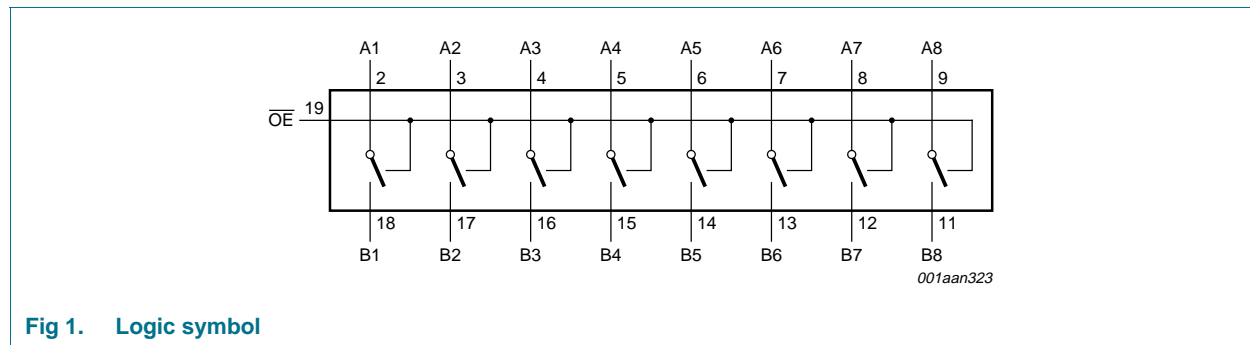 A1 A2 A3 A4 A5 A6 A7 A8
2 3 4 5 6 7 8 9
O̅E̅ 19
18 17 16 15 14 13 12 11
B1 B2 B3 B4 B5 B6 B7 B8
001aan323
Fig 1. Logic symbol